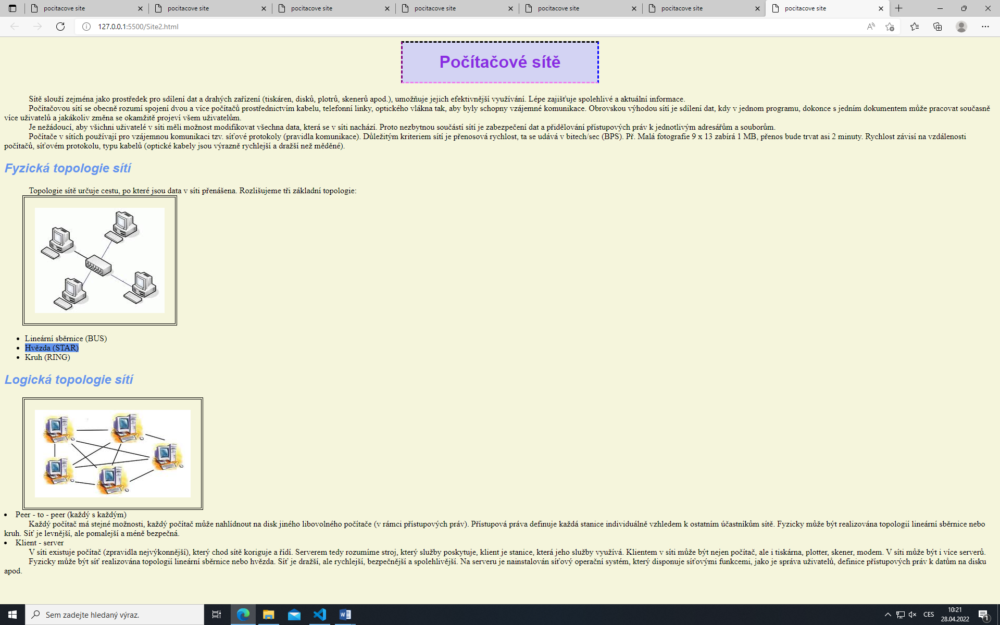 pocitacove site
pocitacove site
pocitacove site
pocitacove site
pocitacove site
pocitacove site
pocitacove site
127.0.0.1:5500/Site2.html
Počítačové sítě
Sítě slouží zejména jako prostředek pro sdílení dat a drahých zařízení (tiskáren, disků, plotrů, skenerů apod.), umožňuje jejich efektivnější využívání. Lépe zajišťuje spolehlivé a aktuální informace.
Počítačovou sítí se obecně rozumí spojení dvou a více počítačů prostřednictvím kabelu, telefonní linky, optického vlákna tak, aby byly schopny vzájemné komunikace. Obrovskou výhodou sítí je sdílení dat, kdy v jednom programu, dokonce s jedním dokumentem může pracovat současně
více uživatelů a jakákoliv změna se okamžitě projeví všem uživatelům.
Je nežádoucí, aby všichni uživatelé v síti měli možnost modifikovat všechna data, která se v síti nachází. Proto nezbytnou součástí sítí je zabezpečení dat a přidělování přístupových práv k jednotlivým adresářům a souborům.
Počítače v sítích používají pro vzájemnou komunikaci tzv. síťové protokoly (pravidla komunikace). Důležitým kriteriem sítí je přenosová rychlost, ta se udává v bitech/sec (BPS). Př. Malá fotografie 9 x 13 zabírá 1 MB, přenos bude trvat asi 2 minuty. Rychlost závisí na vzdálenosti
počítačů, síťovém protokolu, typu kabelů (optické kabely jsou výrazně rychlejší a dražší než měděné).
Fyzická topologie sítí
Topologie sítě určuje cestu, po které jsou data v síti přenášena. Rozlišujeme tři základní topologie:
• Lineární sběrnice (BUS)
• Hvězda (STAR)
• Kruh (RING)
Logická topologie sítí
• Peer - to - peer (každý s každým)
Každý počítač má stejné možnosti, každý počítač může nahlídnout na disk jiného libovolného počítače (v rámci přístupových práv). Přístupová práva definuje každá stanice individuálně vzhledem k ostatním účastníkům sítě. Fyzicky může být realizována topologií lineární sběrnice nebo
kruh. Síť je levnější, ale pomalejší a méně bezpečná.
• Klient - server
V síti existuje počítač (zpravidla nejvýkonnější), který chod sítě koriguje a řídí. Serverem tedy rozumíme stroj, který služby poskytuje, klient je stanice, která jeho služby využívá. Klientem v síti může být nejen počítač, ale i tiskárna, plotter, skener, modem. V síti může být i více serverů.
Fyzicky může být síť realizována topologií lineární sběrnice nebo hvězda. Síť je dražší, ale rychlejší, bezpečnější a spolehlivější. Na serveru je nainstalován síťový operační systém, který disponuje síťovými funkcemi, jako je správa uživatelů, definice přístupových práv k datům na disku
apod.
Sem zadejte hledaný výraz.
CES
10:21
28.04.2022
1